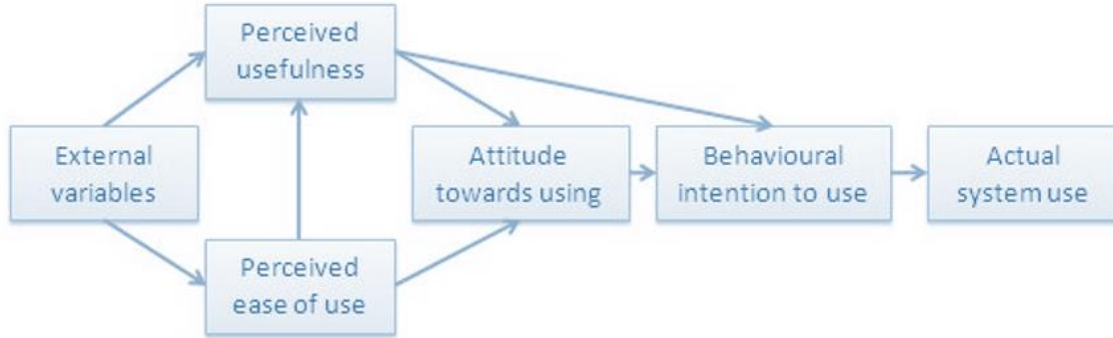 Perceived
usefulness
External
variables
Attitude
towards using
Behavioural
intention to use
Actual
system use
Perceived
ease of use